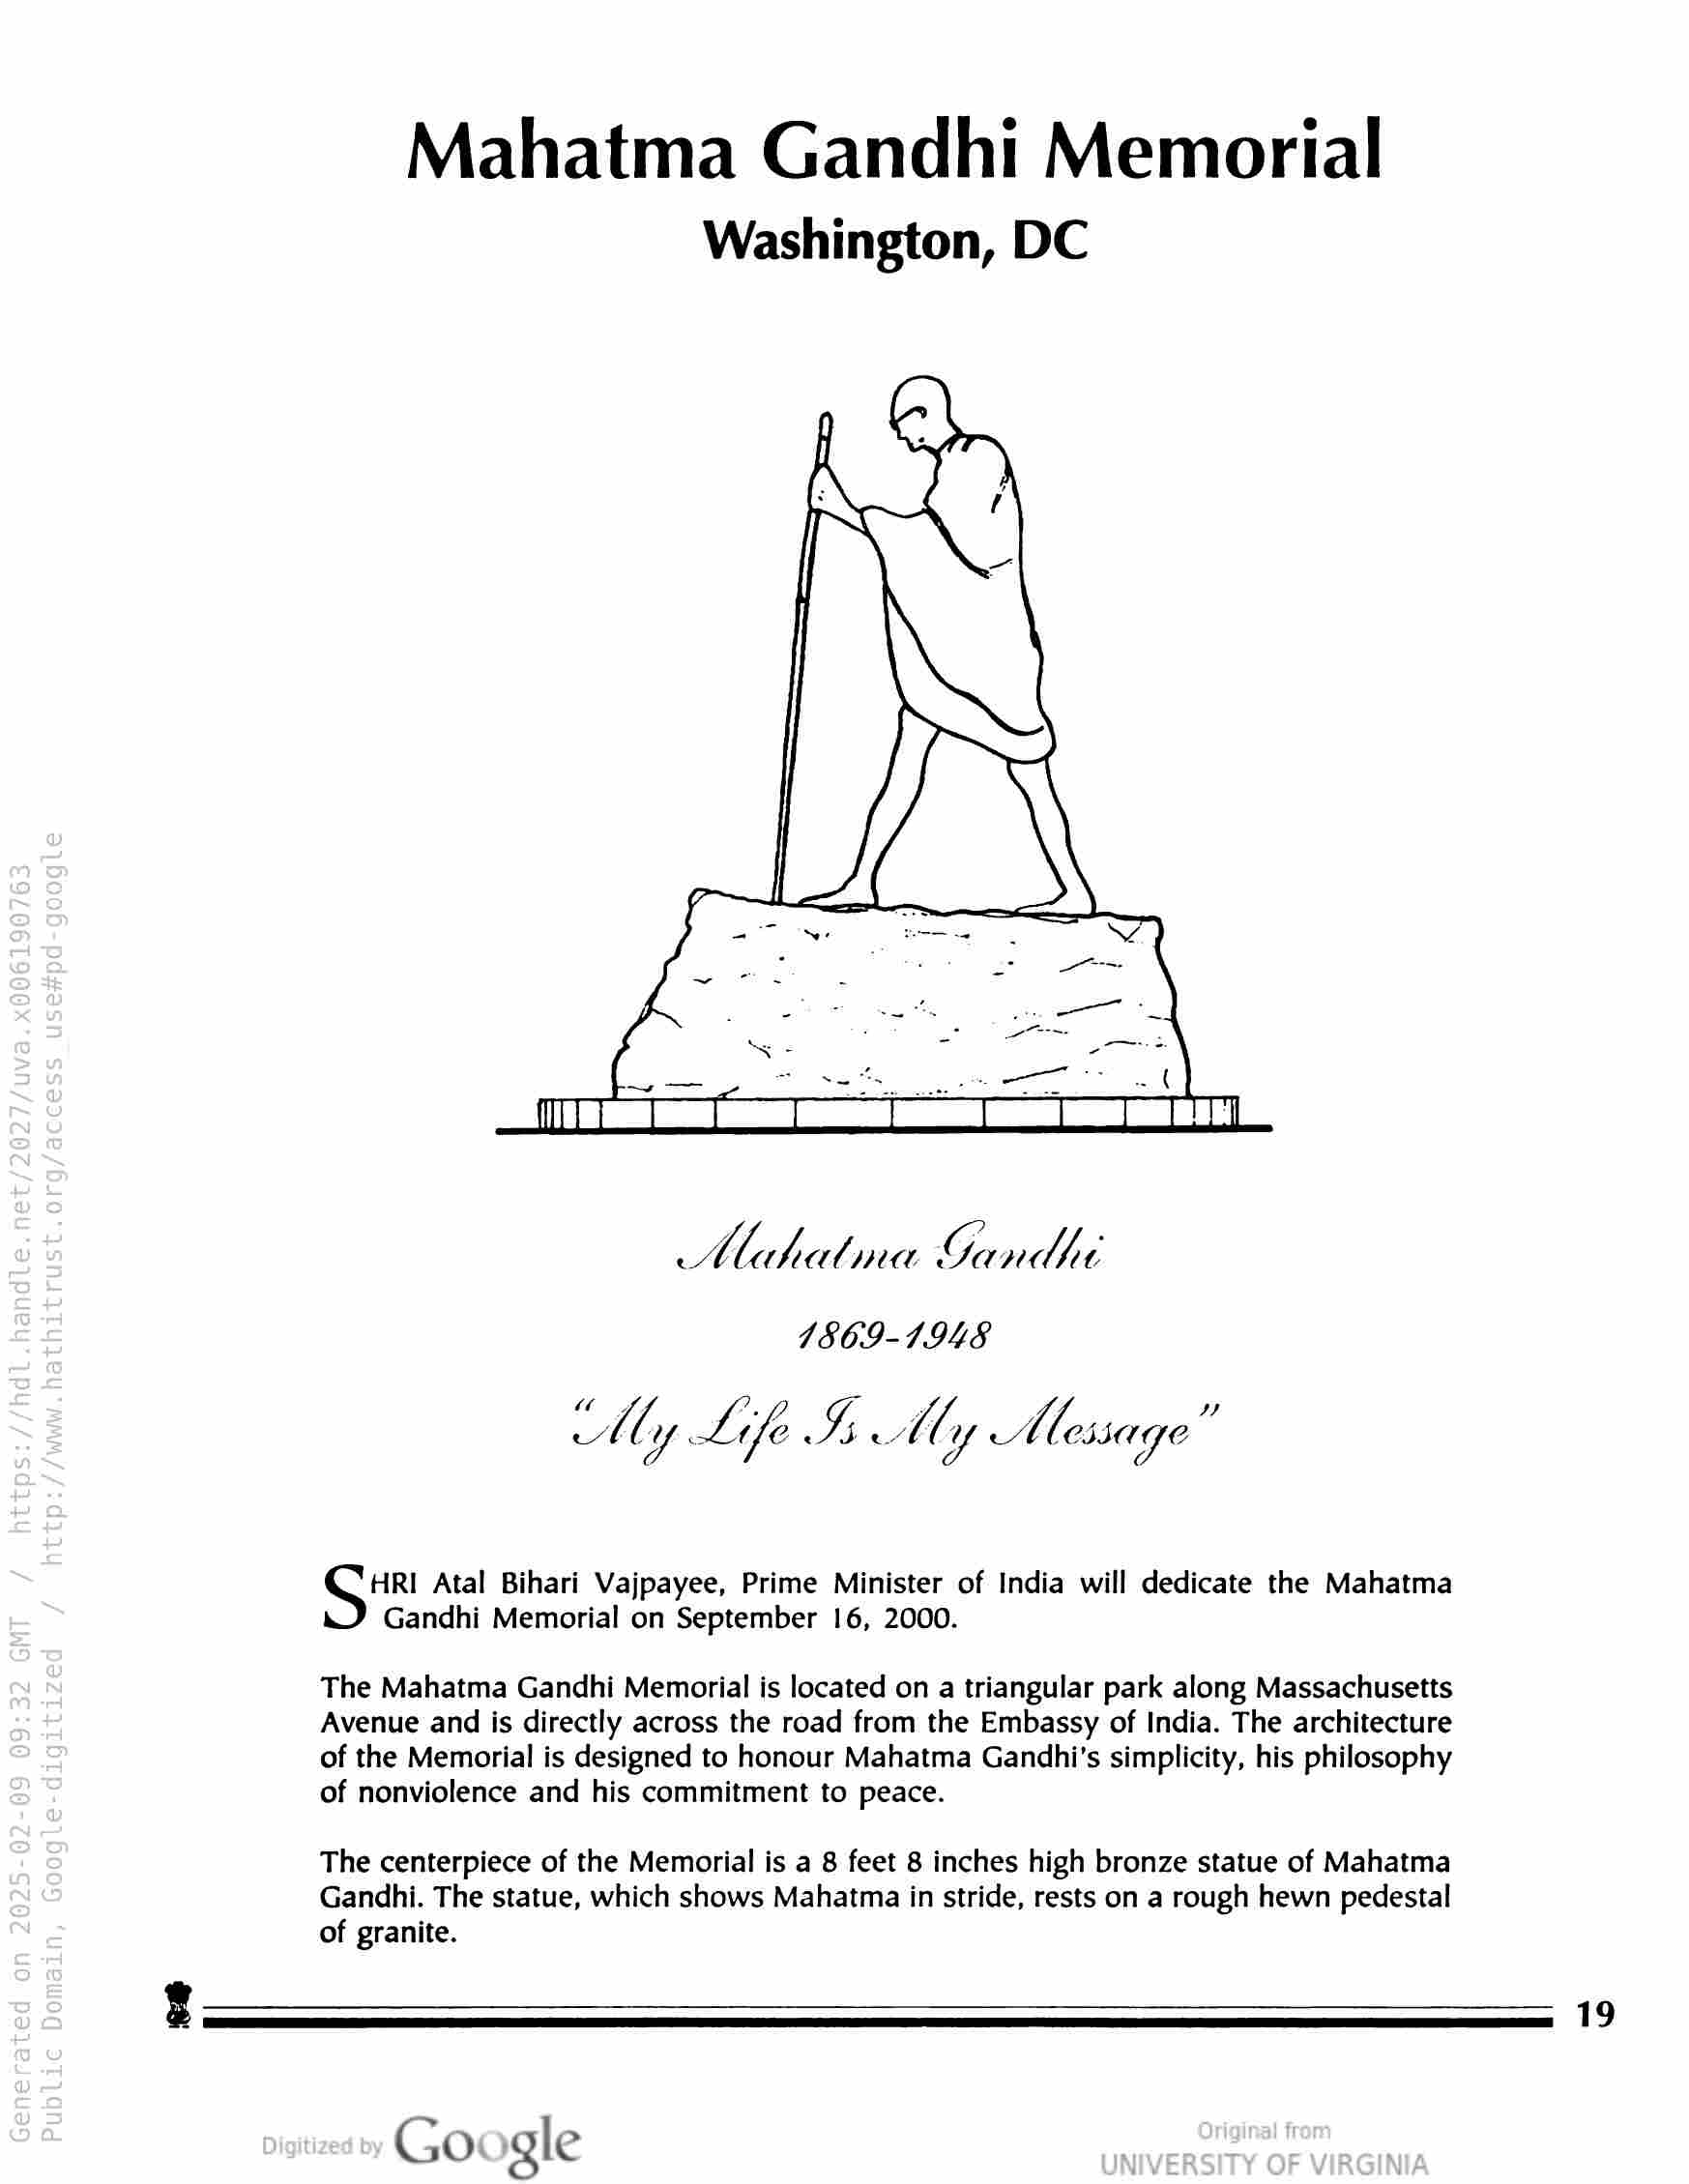 Mahatma Gandhi Memorial
Washington, DC
Mahatma Gandhi
1869-1948
“My Life Is My Message”
SHRI Atal Bihari Vajpayee, Prime Minister of India will dedicate the Mahatma
Gandhi Memorial on September 16, 2000.
The Mahatma Gandhi Memorial is located on a triangular park along Massachusetts
Avenue and is directly across the road from the Embassy of India. The architecture
of the Memorial is designed to honour Mahatma Gandhi's simplicity, his philosophy
of nonviolence and his commitment to peace.
The centerpiece of the Memorial is a 8 feet 8 inches high bronze statue of Mahatma
Gandhi. The statue, which shows Mahatma in stride, rests on a rough hewn pedestal
of granite.
19
Digitized by Google
Original from
UNIVERSITY OF VIRGINIA
Generated on 2025-02-09 09:32 GMT / https://hdl.handle.net/2027/uva.x006190763
Public Domain, Google-digitized / http://www.hathitrust.org/access_use#pd-google